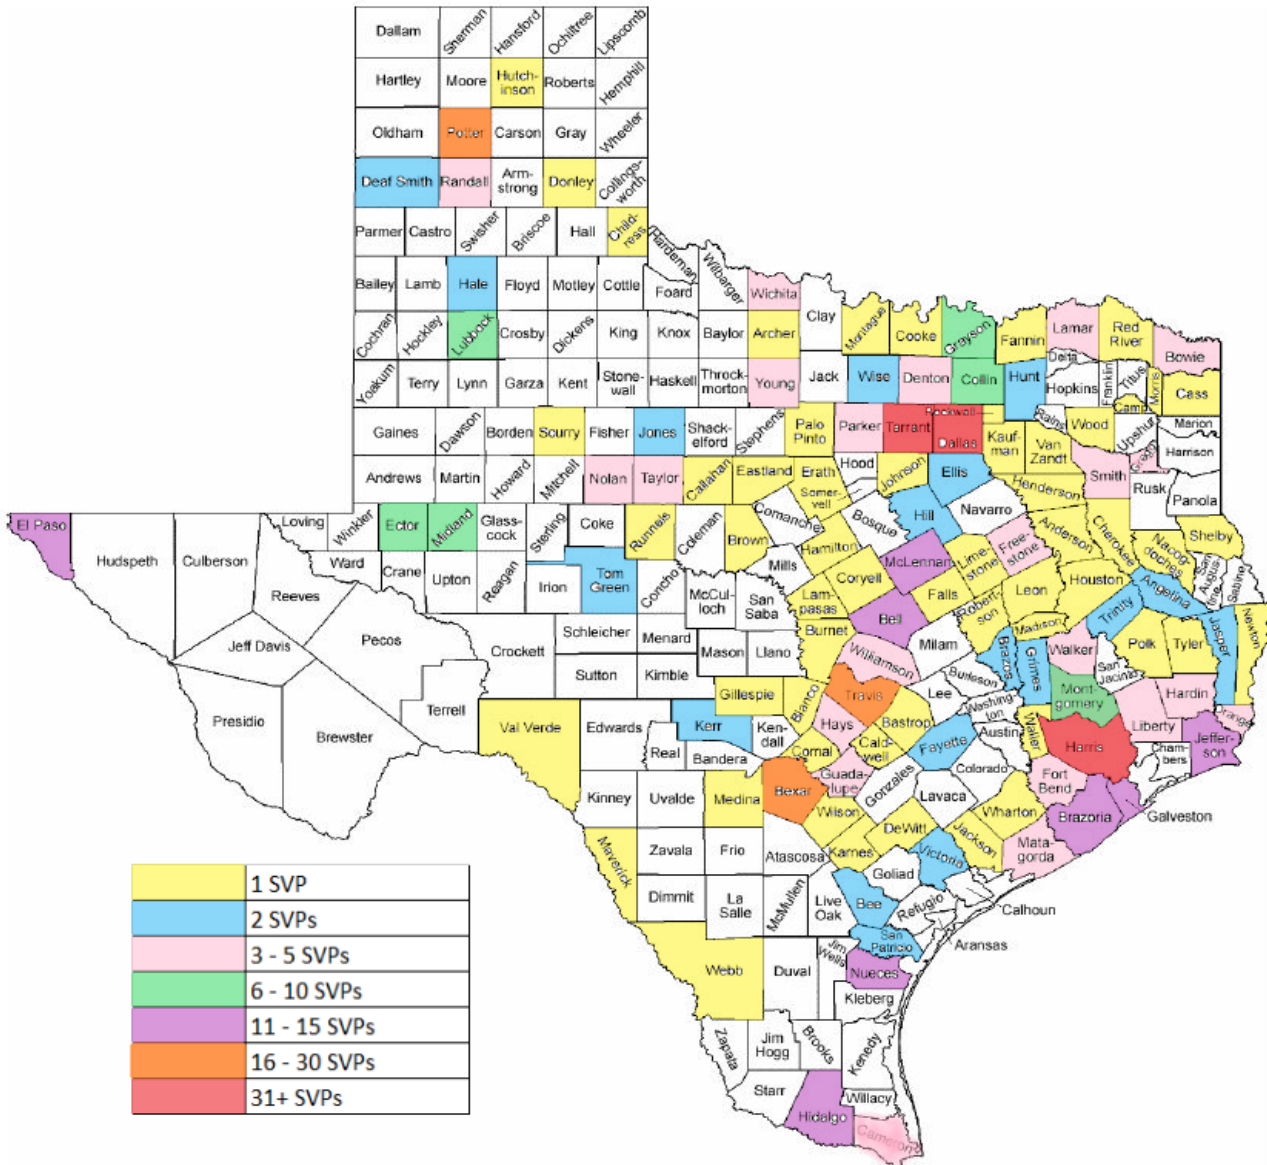 Dallam Sherman Hansford Ochiltree Lipscomb
Hartley Moore Hutch- Roberts Hemphill
inson
Oldham Potter Carson Gray Wheeler
Deaf Smith Randall Arm- Donley Collings-
strong worth
Parmer Castro Swisher Briscoe Hall Child-
ress
Hardeman
Bailey Lamb Hale Floyd Motley Cottle Foard Wilbarger Wichita
Clay
Cochran Hockley Lubbock Crosby Dickens King Knox Baylor Archer Montague Cooke Grayson Fannin Lamar Red
River
Bowie
Delta
Yoakum Terry Lynn Garza Kent Stone- Haskell Throck- Young Jack Wise Denton Collin Hunt Hopkins Franklin Titus Morris Cass
wall morton
Camp
Rockwall
Gaines Dawson Borden Scurry Fisher Jones Shack- Stephens Palo Parker Tarrant Dallas Kauf- Rains Wood Upshur Marion
elford Pinto man
Van
Zandt
Harrison
Gregg
Andrews Martin Howard Mitchell Nolan Taylor Callahan Eastland Erath Hood Johnson Ellis Henderson Smith Rusk Panola
Somer-
vell
Navarro
El Paso Hudspeth Culberson Loving Winkler Ector Midland Glass- Sterling Coke Runnels Coleman Brown Comanche Bosque Hill Free- Anderson Cherokee Nacog- Shelby
cock stone doches
Hamilton McLennan Lime-
stone
Ward Crane Upton Reagan Irion Tom Concho Mills Coryell Falls Leon Houston Angelina San Sabine
Green Augus-
tine
Reeves McCul- San Lam- Bell Robert- Madison Trinity Jasper Newton
loch Saba pasas son
Jeff Davis Pecos Crockett Schleicher Menard Mason Llano Burnet Williamson Milam Brazos Grimes Walker Polk Tyler
San
Jacinto
Sutton Kimble Burleson
Presidio Brewster Terrell Val Verde Edwards Kerr Gillespie Blanco Travis Lee Washing- Mont- Hardin
ton gomery
Real Ken- Hays Bastrop Austin Waller Liberty Orange
dall
Bandera Comal Cald- Fayette Harris Cham- Jeffer-
well bers son
Kinney Uvalde Medina Bexar Guada- Gonzales Colorado Fort
lupe Bend
Lavaca Wharton Brazoria Galveston
Wilson
Maverick Zavala Frio Atascosa Karnes DeWitt Jackson Mata-
gorda
Victoria
Goliad
Dimmit La McMullen Live Bee Refugio Calhoun
Salle Oak
San
Patricio
Aransas
Webb Duval Jim
Wells
Nueces
Kleberg
Zapata Jim Brooks Kenedy
Hogg
Starr Willacy
Hidalgo
Cameron
1 SVP
2 SVPs
3 - 5 SVPs
6 - 10 SVPs
11 - 15 SVPs
16 - 30 SVPs
31+ SVPs